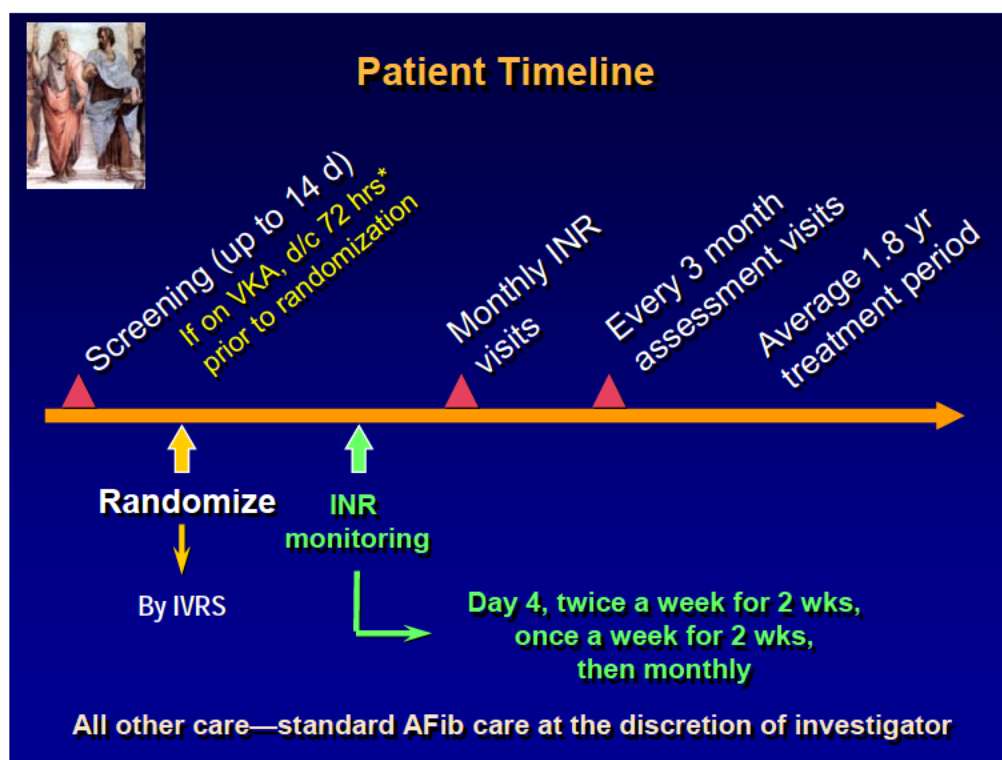 Patient Timeline
Screening (up to 14 d)
If on VKA, d/c 72 hrs*
prior to randomization
Monthly INR
visits
Every 3 month
assessment visits
Average 1.8 yr
treatment period
Randomize
By IVRS
INR
monitoring
Day 4, twice a week for 2 wks,
once a week for 2 wks,
then monthly
All other care—standard AFib care at the discretion of investigator